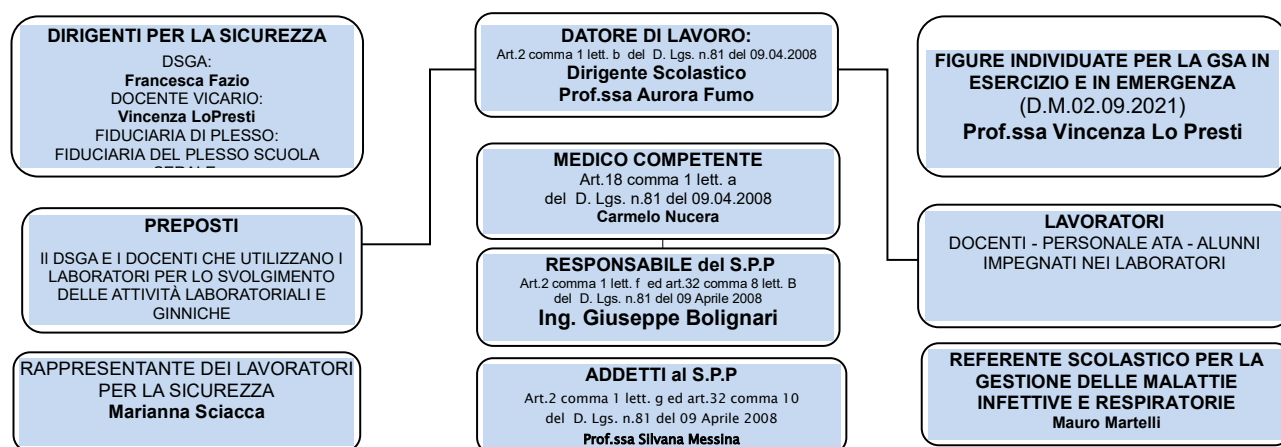 DIRIGENTI PER LA SICUREZZA
DSGA:
Francesca Fazio
DOCENTE VICARIO:
Vincenza LoPresti
FIDUCIARIA DI PLESSO:
FIDUCIARIA DEL PLESSO SCUOLA
DATORE DI LAVORO:
Art.2 comma 1 lett. b del D. Lgs. n.81 del 09.04.2008
Dirigente Scolastico
Prof.ssa Aurora Fumo
FIGURE INDIVIDUATE PER LA GSA IN
ESERCIZIO E IN EMERGENZA
(D.M.02.09.2021)
Prof.ssa Vincenza Lo Presti
MEDICO COMPETENTE
Art.18 comma 1 lett. a
del D. Lgs. n.81 del 09.04.2008
Carmelo Nucera
PREPOSTI
Il DSGA E I DOCENTI CHE UTILIZZANO I
LABORATORI PER LO SVOLGIMENTO
DELLE ATTIVITÀ LABORATORIALI E
GINNICHE
LAVORATORI
DOCENTI - PERSONALE ATA - ALUNNI
IMPEGNATI NEI LABORATORI
RESPONSABILE del S.P.P
Art.2 comma 1 lett. f ed art.32 comma 8 lett. B
del D. Lgs. n.81 del 09 Aprile 2008
Ing. Giuseppe Bolignari
RAPPRESENTANTE DEI LAVORATORI
PER LA SICUREZZA
Marianna Sciacca
ADDETTI al S.P.P
Art.2 comma 1 lett. g ed art.32 comma 10
del D. Lgs. n.81 del 09 Aprile 2008
Prof.ssa Silvana Messina
REFERENTE SCOLASTICO PER LA
GESTIONE DELLE MALATTIE
INFETTIVE E RESPIRATORIE
Mauro Martelli